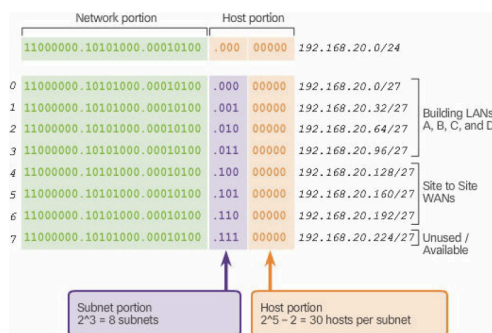 Network portion Host portion
11000000.10101000.00010100 .000 00000 192.168.20.0/24
0 11000000.10101000.00010100 .000 00000 192.168.20.0/27
1 11000000.10101000.00010100 .001 00000 192.168.20.32/27
2 11000000.10101000.00010100 .010 00000 192.168.20.64/27
3 11000000.10101000.00010100 .011 00000 192.168.20.96/27
Building LANs
A, B, C, and D
4 11000000.10101000.00010100 .100 00000 192.168.20.128/27
5 11000000.10101000.00010100 .101 00000 192.168.20.160/27
6 11000000.10101000.00010100 .110 00000 192.168.20.192/27
Site to Site
WANs
7 11000000.10101000.00010100 .111 00000 192.168.20.224/27
Unused /
Available
Subnet portion
2^3 = 8 subnets
Host portion
2^5 – 2 = 30 hosts per subnet